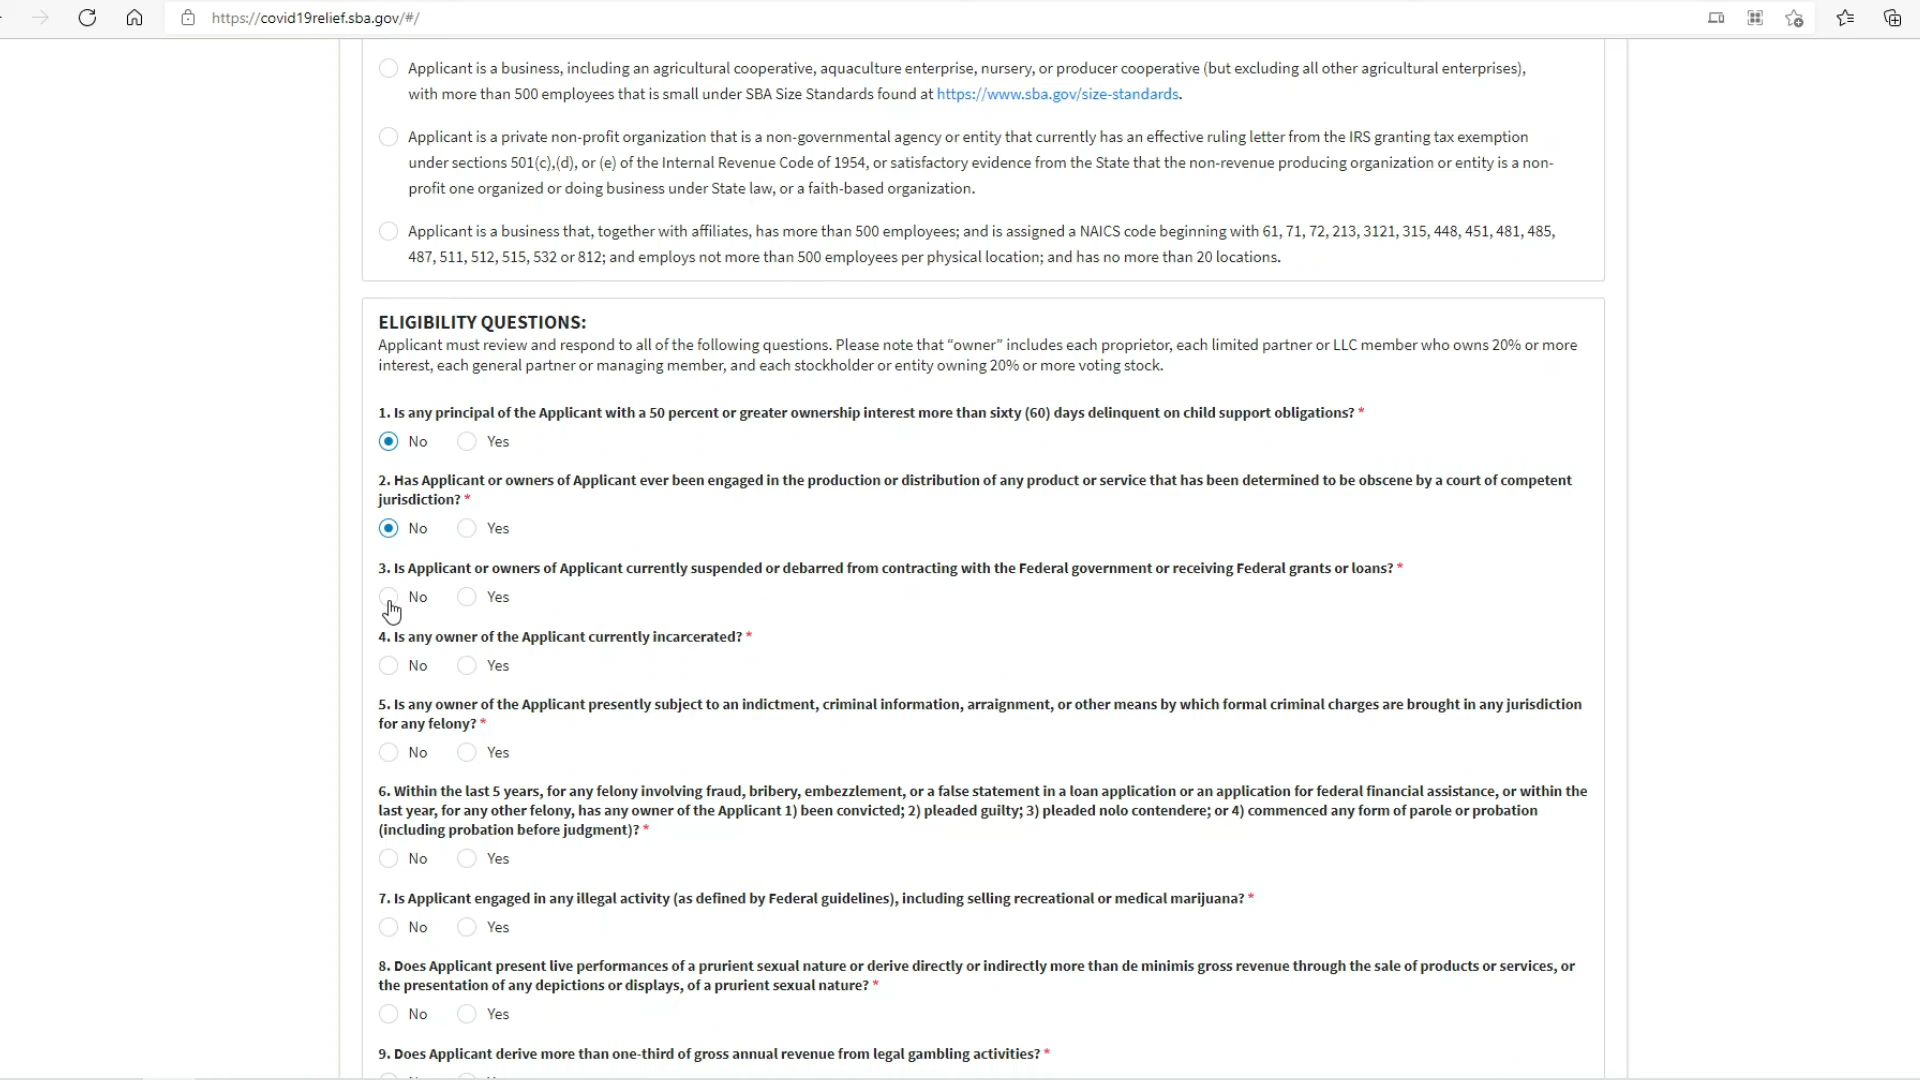 https://covid19relief.sba.gov/#/
Applicant is a business, including an agricultural cooperative, aquaculture enterprise, nursery, or producer cooperative (but excluding all other agricultural enterprises),
with more than 500 employees that is small under SBA Size Standards found at https://www.sba.gov/size-standards.
Applicant is a private non-profit organization that is a non-governmental agency or entity that currently has an effective ruling letter from the IRS granting tax exemption
under sections 501(c),(d), or (e) of the Internal Revenue Code of 1954, or satisfactory evidence from the State that the non-revenue producing organization or entity is a non-
profit one organized or doing business under State law, or a faith-based organization.
Applicant is a business that, together with affiliates, has more than 500 employees; and is assigned a NAICS code beginning with 61, 71, 72, 213, 3121, 315, 448, 451, 481, 485,
487, 511, 512, 515, 532 or 812; and employs not more than 500 employees per physical location; and has no more than 20 locations.
ELIGIBILITY QUESTIONS:
Applicant must review and respond to all of the following questions. Please note that “owner” includes each proprietor, each limited partner or LLC member who owns 20% or more
interest, each general partner or managing member, and each stockholder or entity owning 20% or more voting stock.
1. Is any principal of the Applicant with a 50 percent or greater ownership interest more than sixty (60) days delinquent on child support obligations? *
No Yes
2. Has Applicant or owners of Applicant ever been engaged in the production or distribution of any product or service that has been determined to be obscene by a court of competent
jurisdiction? *
No Yes
3. Is Applicant or owners of Applicant currently suspended or debarred from contracting with the Federal government or receiving Federal grants or loans? *
No Yes
4. Is any owner of the Applicant currently incarcerated? *
No Yes
5. Is any owner of the Applicant presently subject to an indictment, criminal information, arraignment, or other means by which formal criminal charges are brought in any jurisdiction
for any felony? *
No Yes
6. Within the last 5 years, for any felony involving fraud, bribery, embezzlement, or a false statement in a loan application or an application for federal financial assistance, or within the
last year, for any other felony, has any owner of the Applicant 1) been convicted; 2) pleaded guilty; 3) pleaded nolo contendere; or 4) commenced any form of parole or probation
(including probation before judgment)? *
No Yes
7. Is Applicant engaged in any illegal activity (as defined by Federal guidelines), including selling recreational or medical marijuana? *
No Yes
8. Does Applicant present live performances of a prurient sexual nature or derive directly or indirectly more than de minimis gross revenue through the sale of products or services, or
the presentation of any depictions or displays, of a prurient sexual nature? *
No Yes
9. Does Applicant derive more than one-third of gross annual revenue from legal gambling activities? *